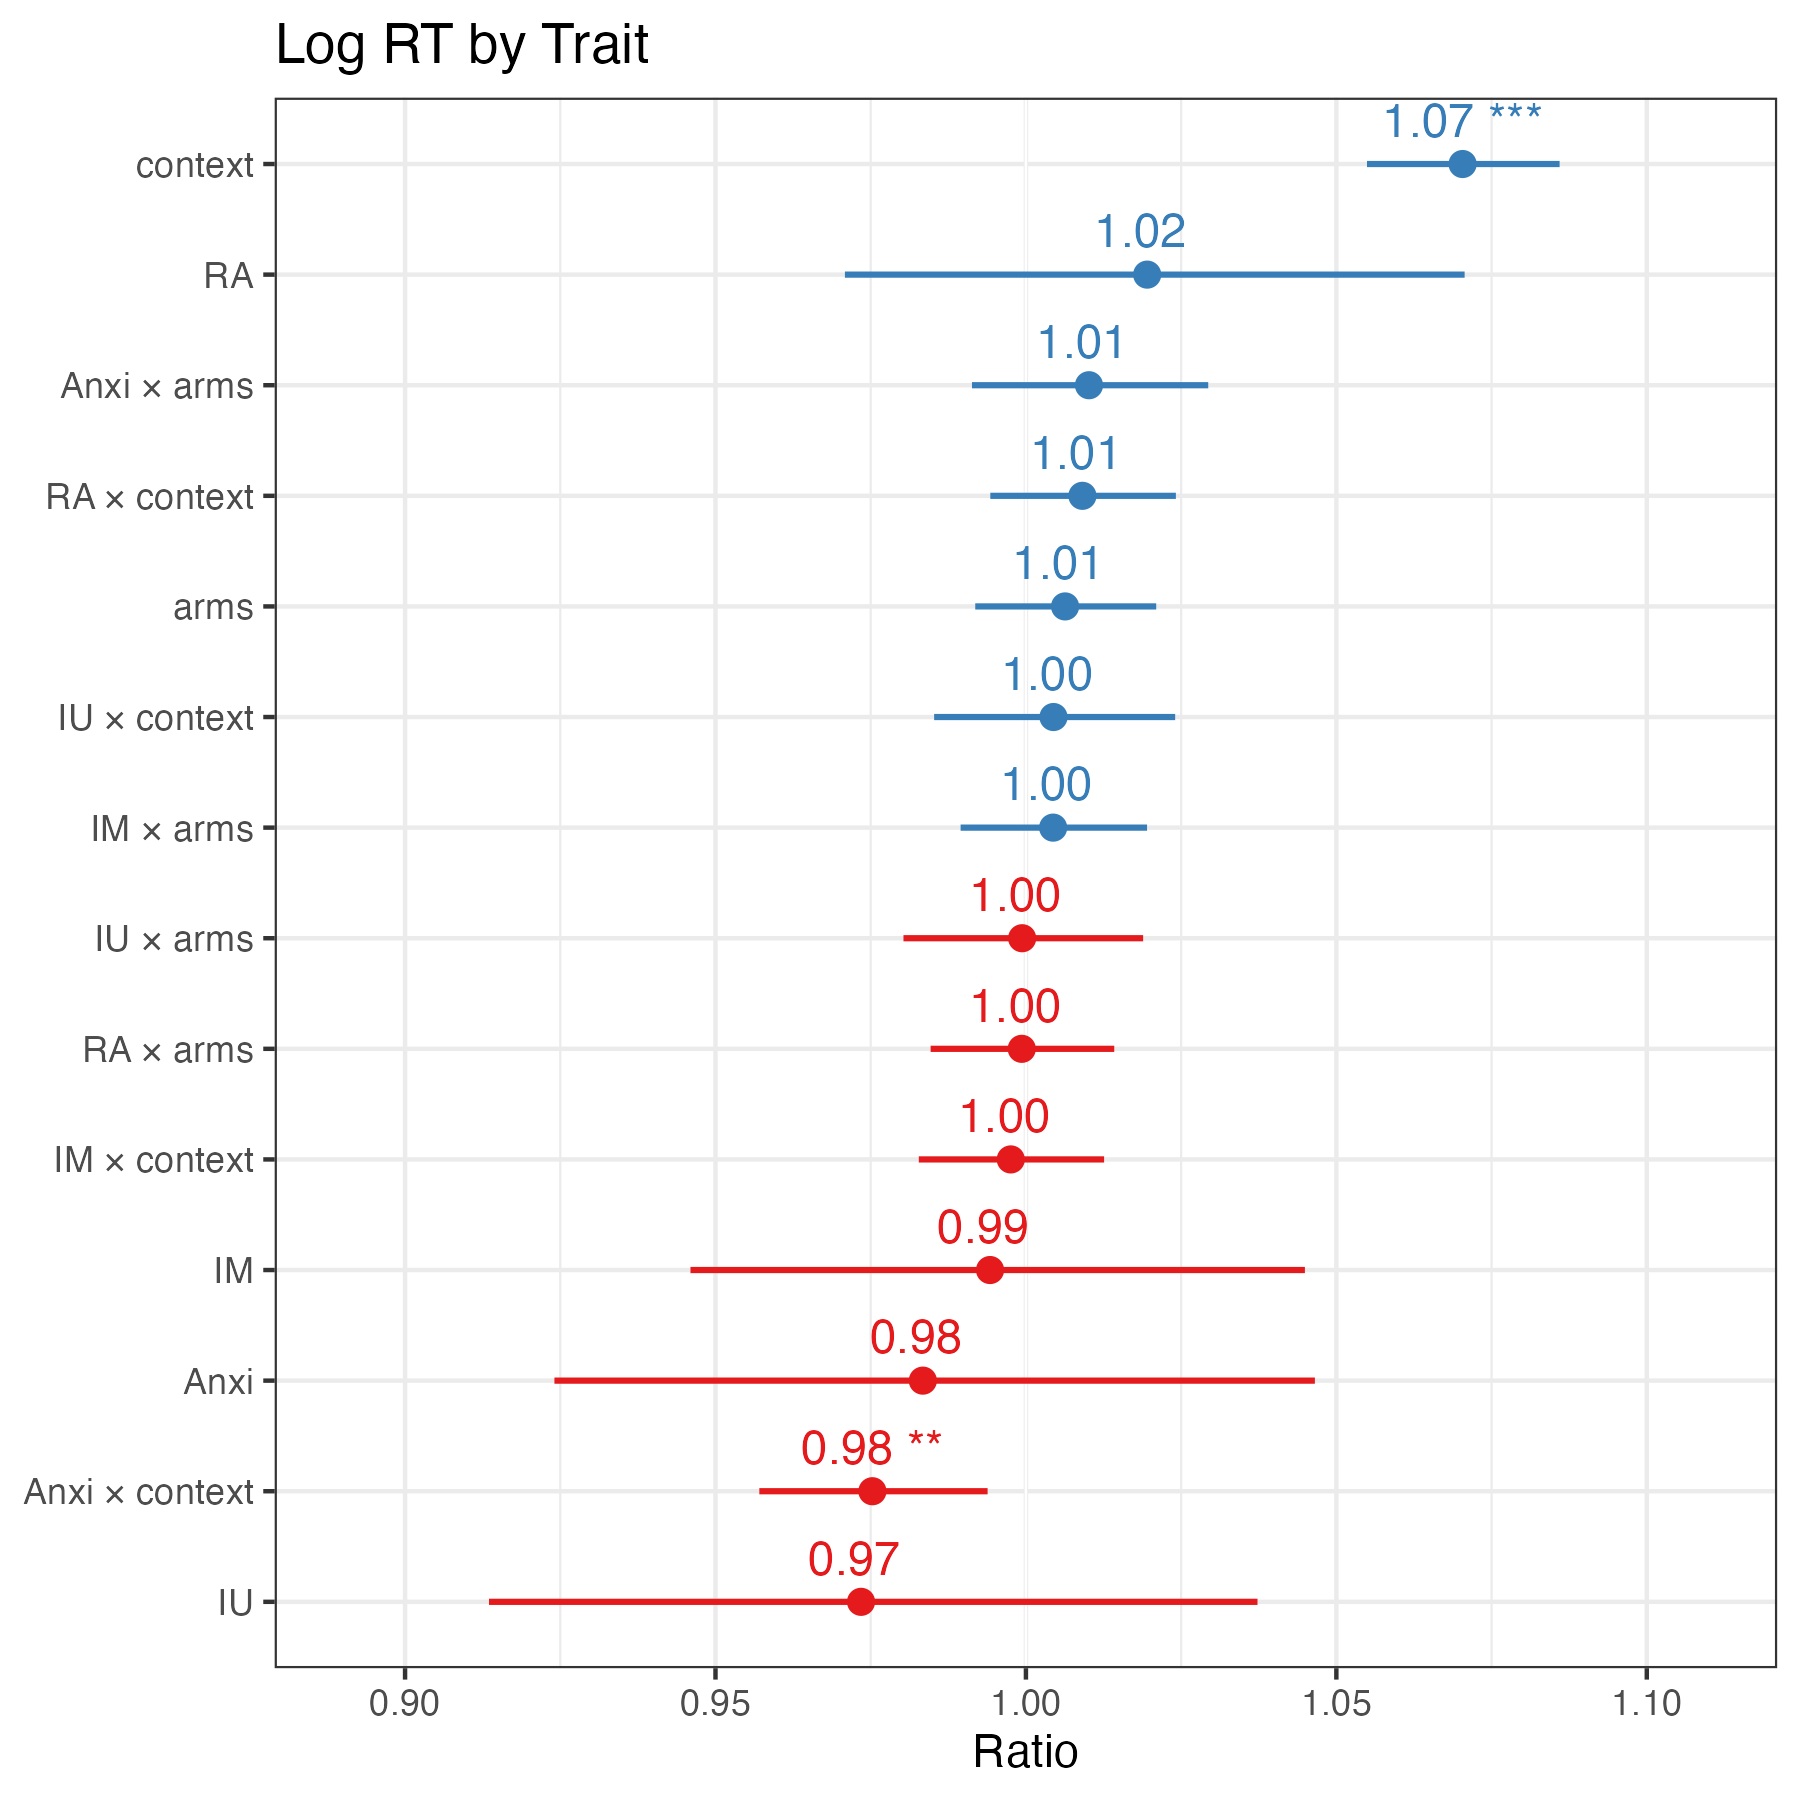 Log RT by Trait
context
1.07 ***
RA
1.02
Anxi × arms
1.01
RA × context
1.01
arms
1.01
IU × context
1.00
IM × arms
1.00
IU × arms
1.00
RA × arms
1.00
IM × context
1.00
IM
0.99
Anxi
0.98
Anxi × context
0.98 **
IU
0.97
0.90 0.95 1.00 1.05 1.10
Ratio